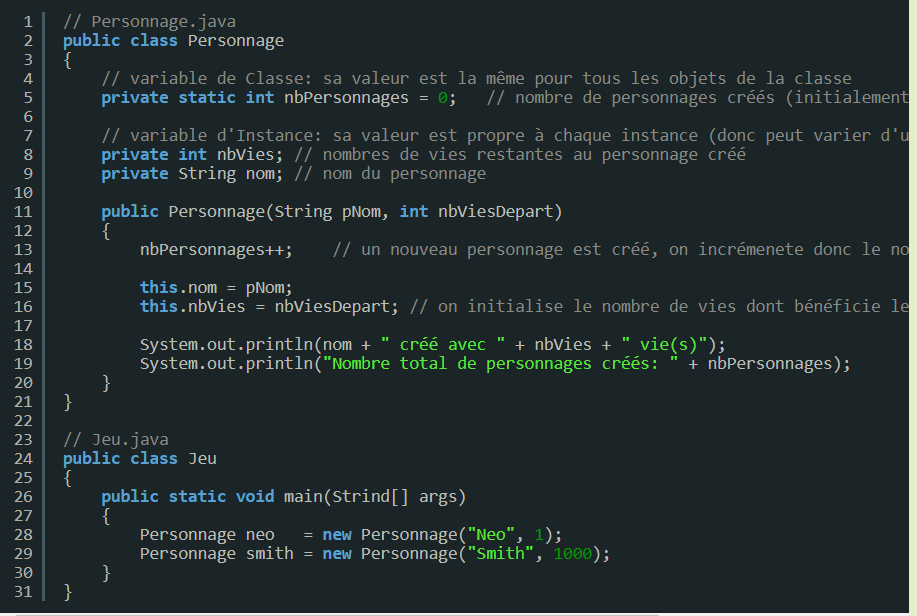 1 // Personnage.java
2 public class Personnage
3 {
4 // variable de Classe: sa valeur est la même pour tous les objets de la classe
5 private static int nbPersonnages = 0; // nombre de personnages créés (initialement
6
7 // variable d'Instance: sa valeur est propre à chaque instance (donc peut varier d'u
8 private int nbVies; // nombres de vies restantes au personnage créé
9 private String nom; // nom du personnage
10
11 public Personnage(String pNom, int nbViesDepart)
12 {
13 nbPersonnages++; // un nouveau personnage est créé, on incrémenete donc le no
14
15 this.nom = pNom;
16 this.nbVies = nbViesDepart; // on initialise le nombre de vies dont bénéficie le
17
18 System.out.println(nom + " créé avec " + nbVies + " vie(s)");
19 System.out.println("Nombre total de personnages créés: " + nbPersonnages);
20 }
21 }
22
23 // Jeu.java
24 public class Jeu
25 {
26 public static void main(Strind[] args)
27 {
28 Personnage neo = new Personnage("Neo", 1);
29 Personnage smith = new Personnage("Smith", 1000);
30 }
31 }